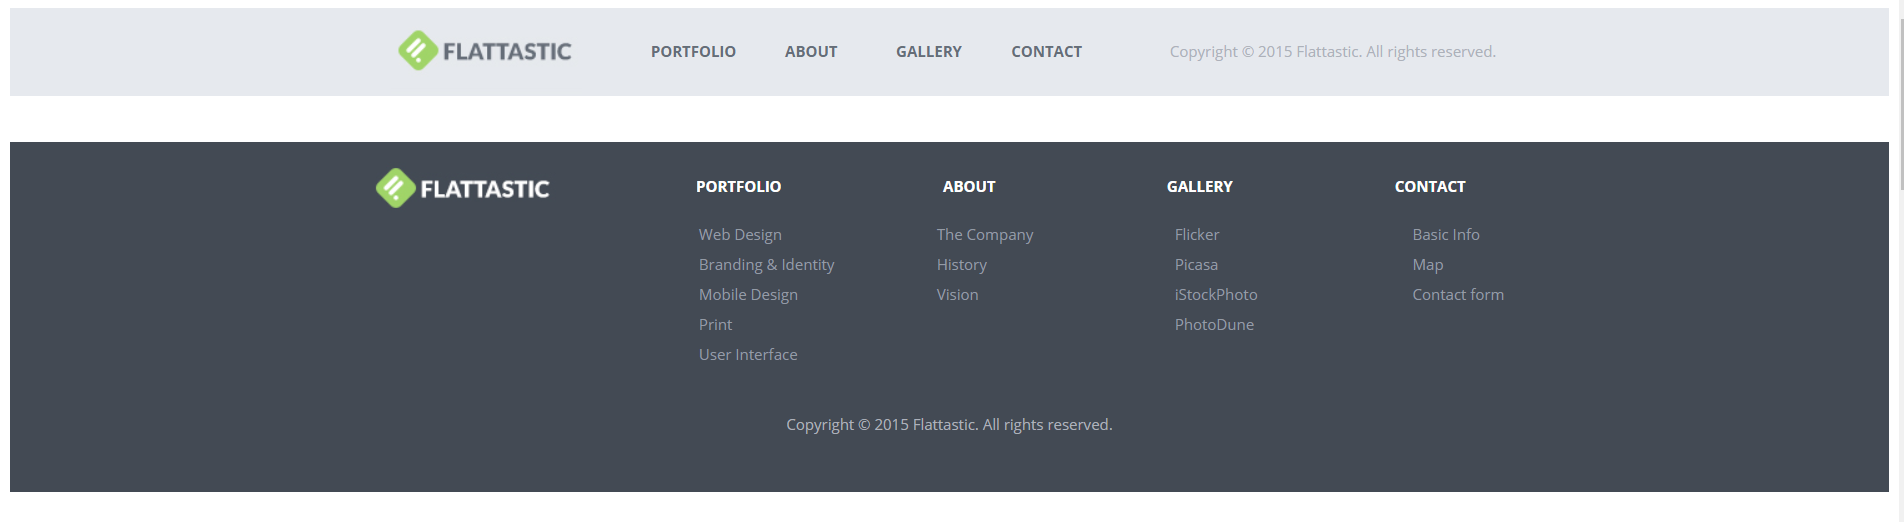 FLATTASTIC PORTFOLIO ABOUT GALLERY CONTACT Copyright © 2015 Flattastic. All rights reserved.
FLATTASTIC PORTFOLIO ABOUT GALLERY CONTACT
Web Design The Company Flicker Basic Info
Branding & Identity History Picasa Map
Mobile Design Vision iStockPhoto Contact form
Print PhotoDune
User Interface
Copyright © 2015 Flattastic. All rights reserved.